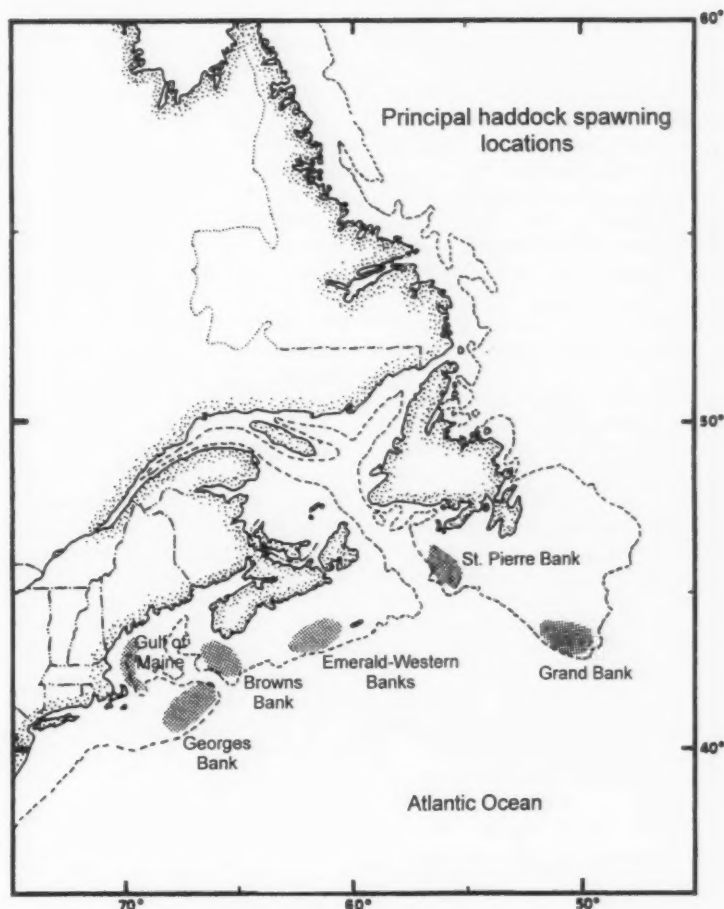 60°
Principal haddock spawning
locations
50°
St. Pierre Bank
Gulf of
Maine
Emerald-Western
Banks
Browns
Bank
Grand Bank
Georges
Bank
40°
Atlantic Ocean
70°
60°
50°